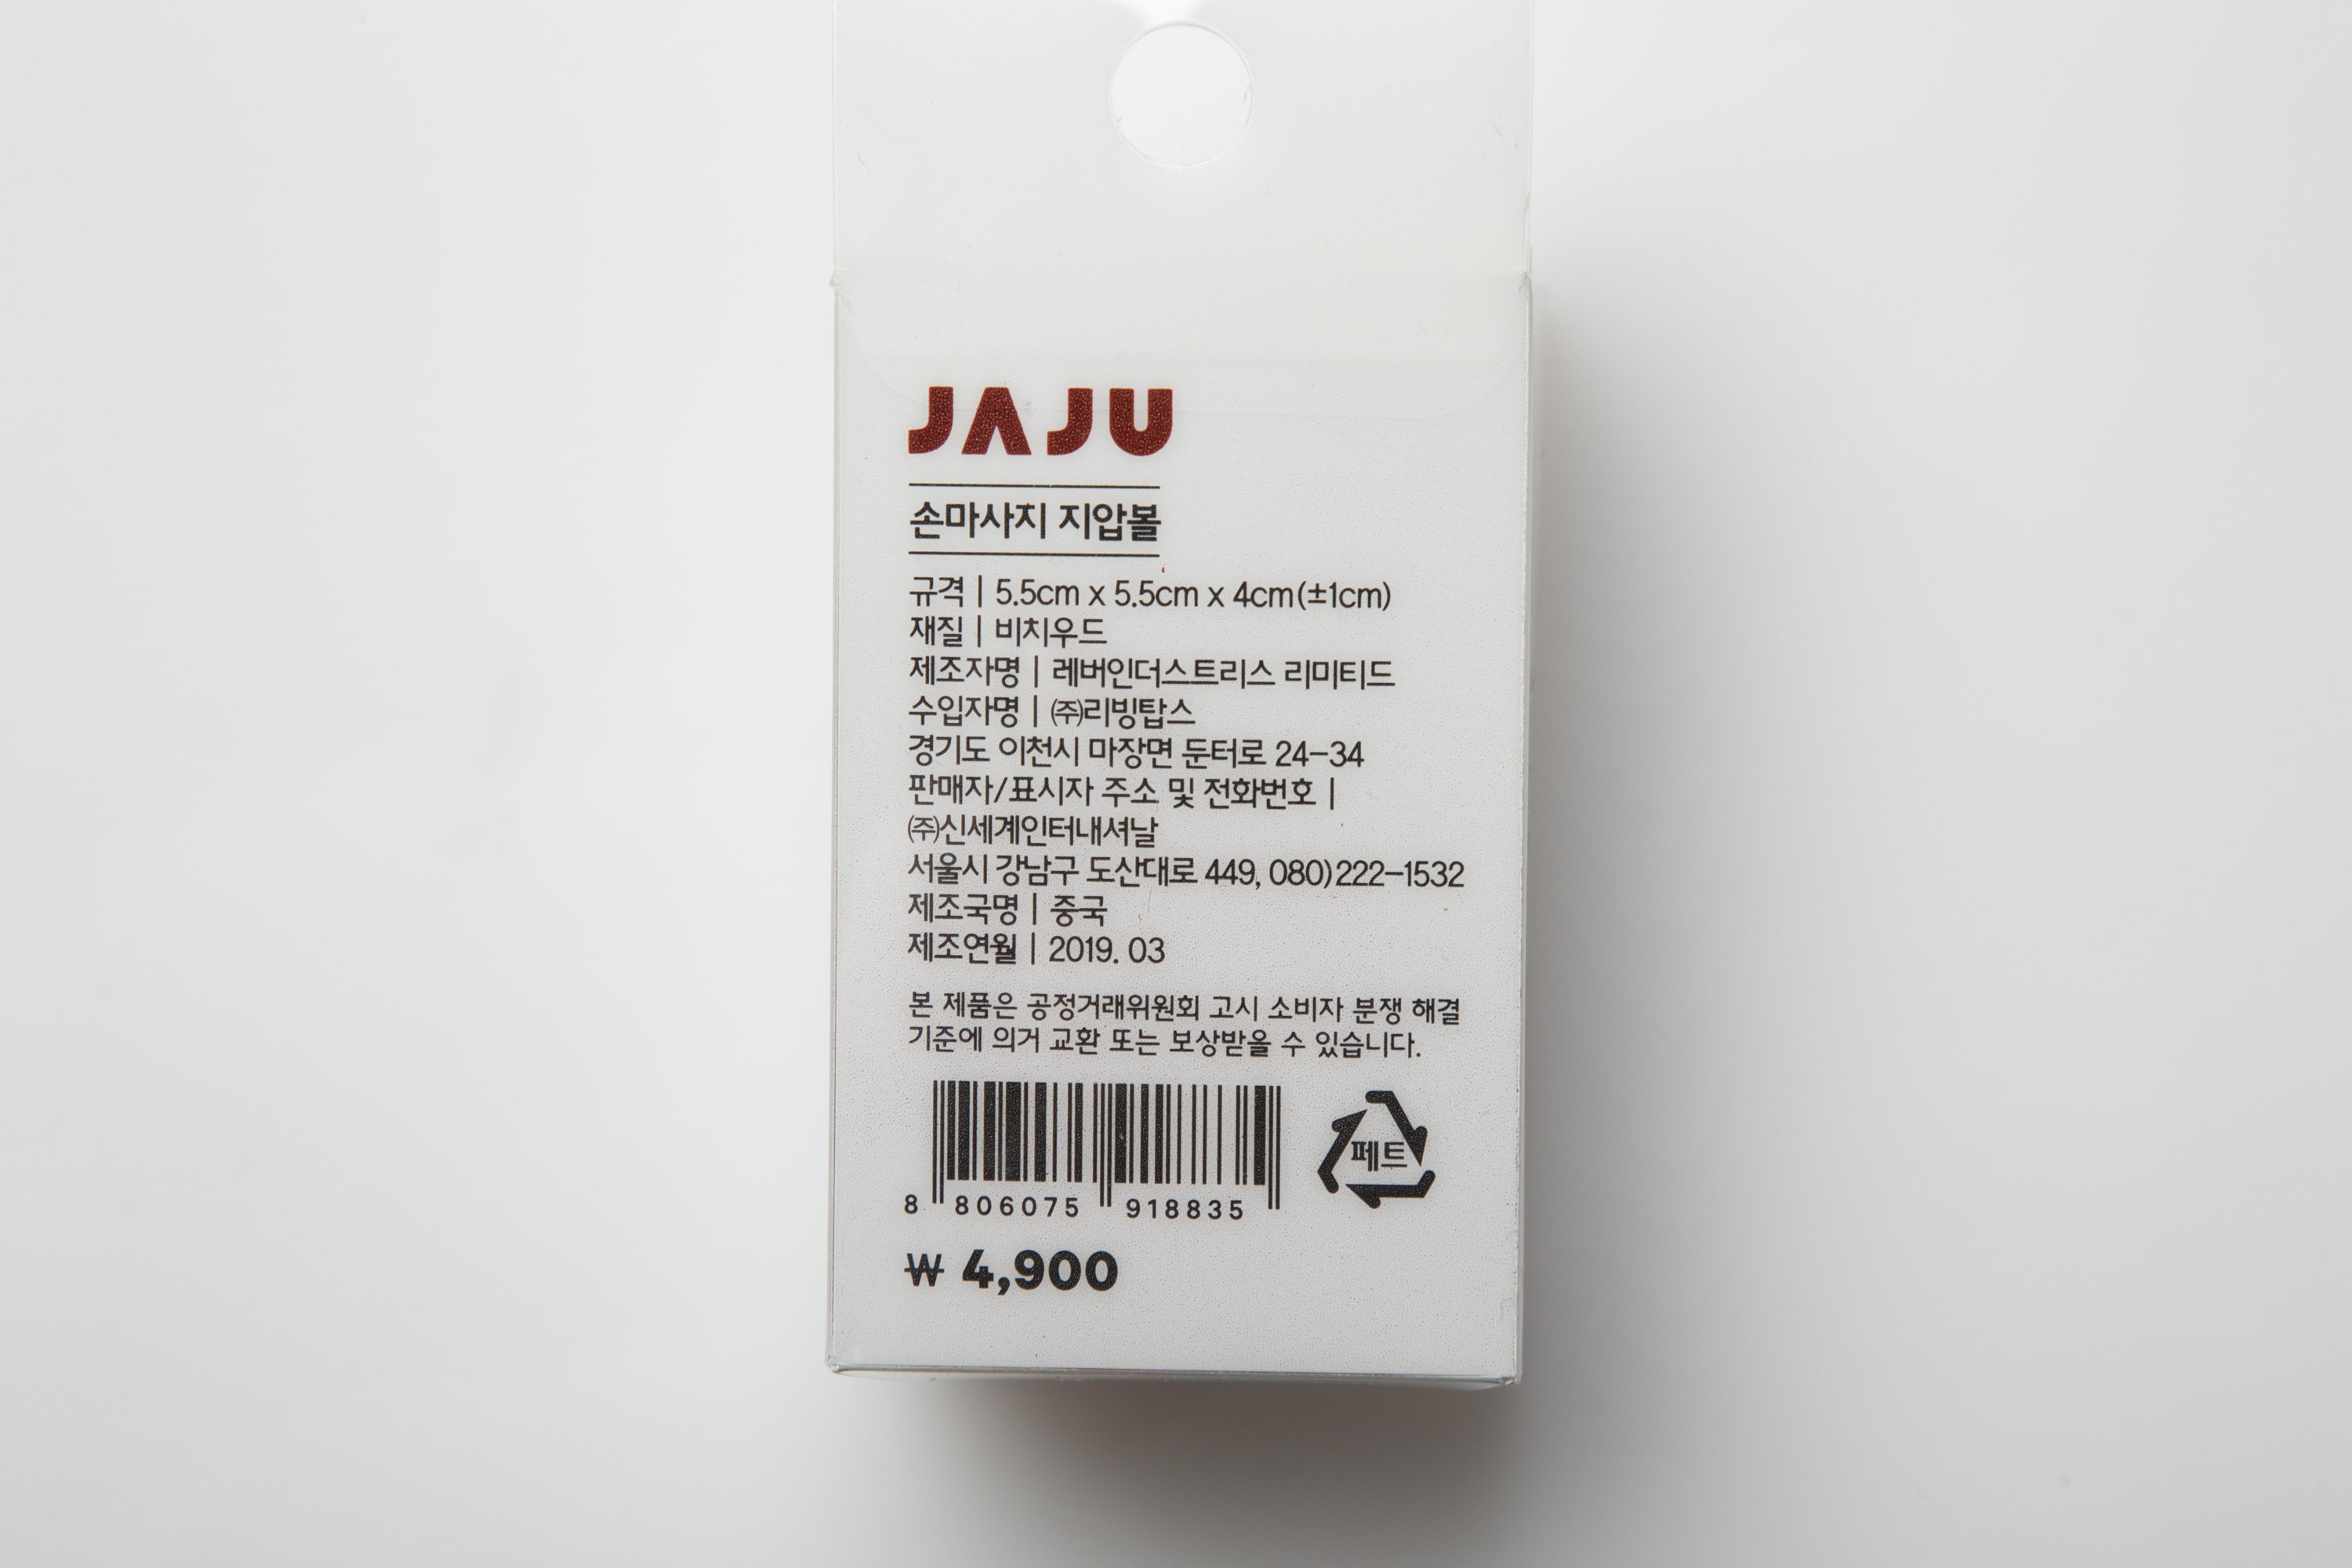 JAJU
손마사지 지압볼
규격 | 5.5cm x 5.5cm x 4cm(±1cm)
재질 | 비치우드
제조자명 | 레버인더스트리스 리미티드
수입자명 | ㈜리빙탑스
경기도 이천시 마장면 둔터로 24-34
판매자/표시자 주소 및 전화번호 |
㈜신세계인터내셔날
서울시 강남구 도산대로 449, 080)222-1532
제조국명 | 중국
제조연월 | 2019. 03
본 제품은 공정거래위원회 고시 소비자 분쟁 해결
기준에 의거 교환 또는 보상받을 수 있습니다.
페트
8 806075 918835
₩ 4,900